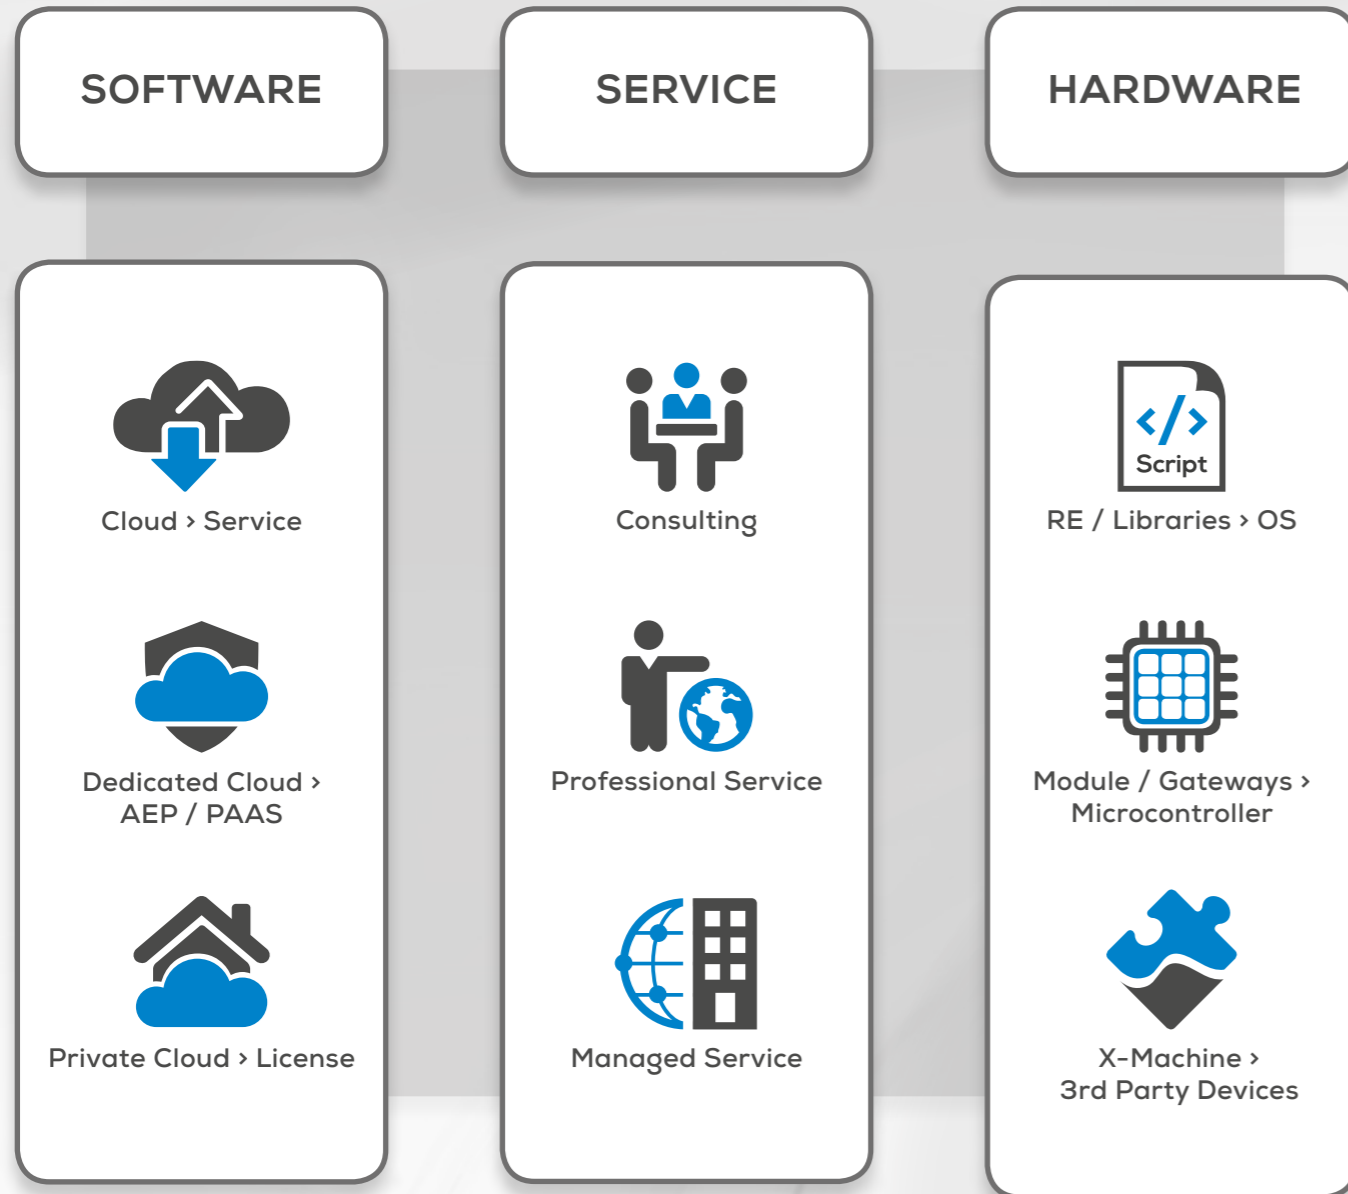 SOFTWARE
SERVICE
HARDWARE
Cloud › Service
Dedicated Cloud ›
AEP / PAAS
Private Cloud › License
Consulting
Professional Service
Managed Service
</>
Script
RE / Libraries › OS
Module / Gateways ›
Microcontroller
X-Machine ›
3rd Party Devices